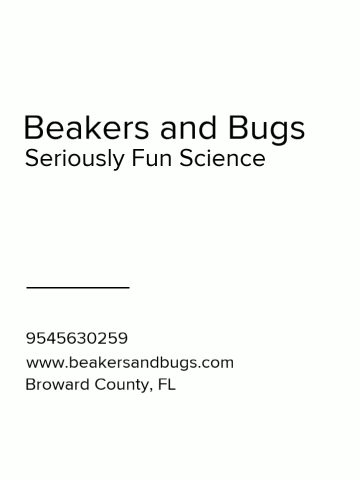 Beakers and Bugs
Seriously Fun Science
9545630259
www.beakersandbugs.com
Broward County, FL